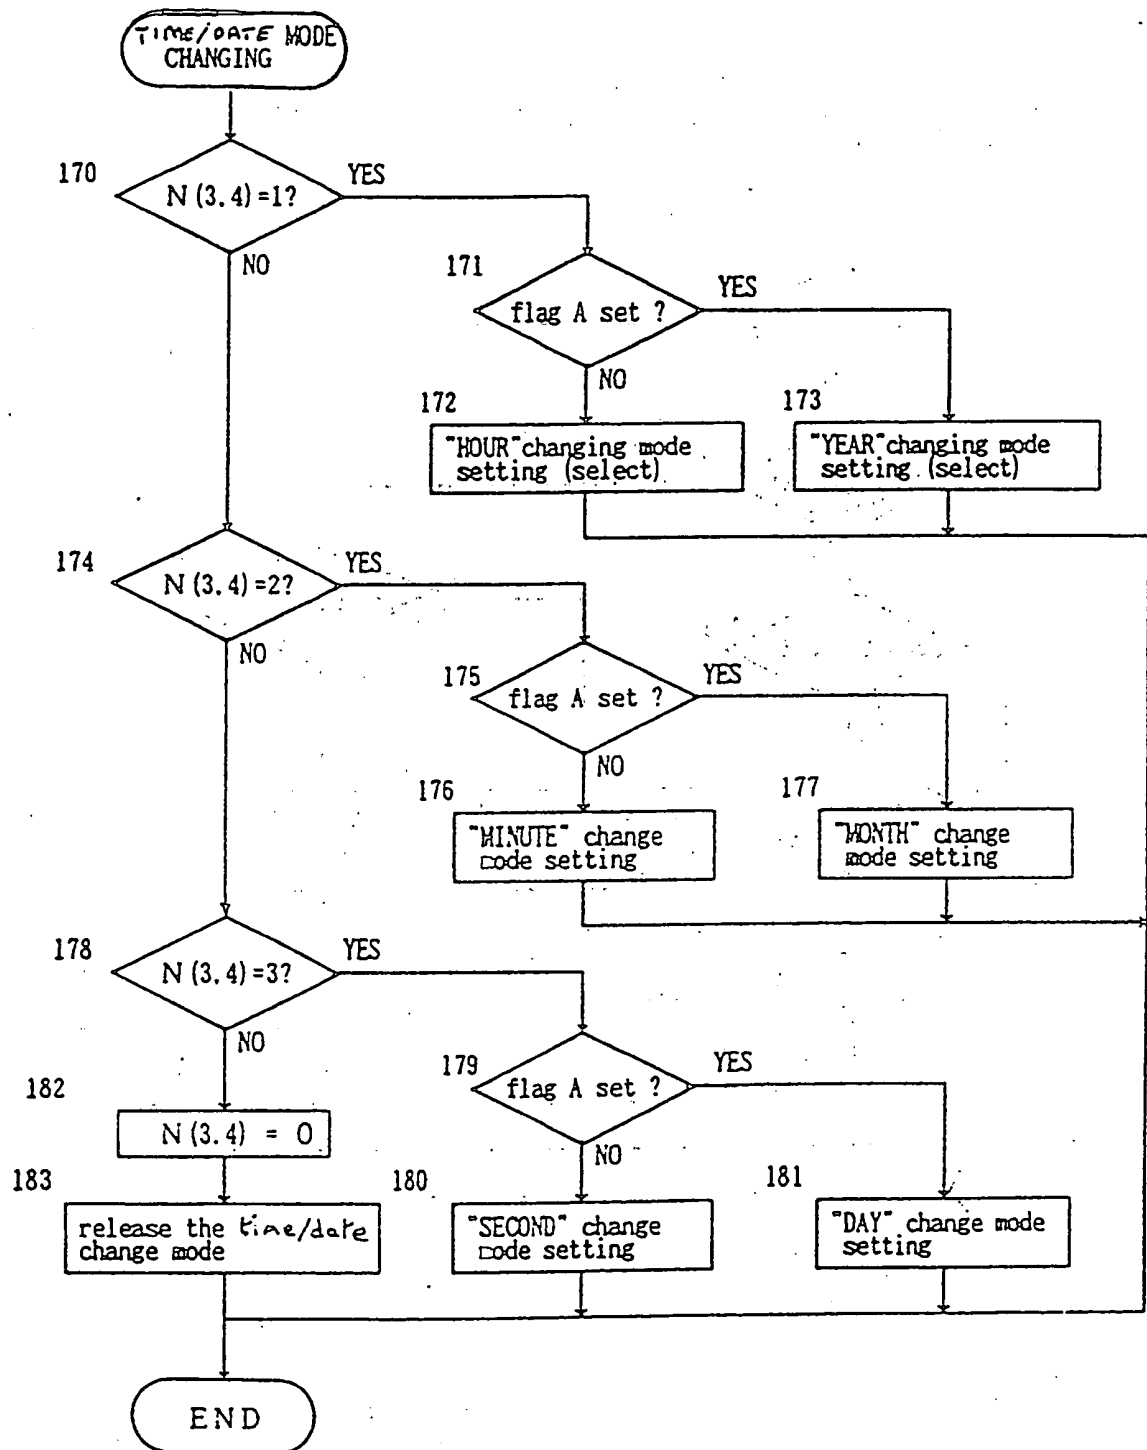 TIME/DATE MODE
CHANGING
170
N(3.4)=1?
YES
NO
171
flag A set ?
YES
NO
172
"HOUR"changing mode
setting (select)
173
"YEAR"changing mode
setting (select)
174
N(3.4)=2?
YES
NO
175
flag A set ?
YES
NO
176
"MINUTE" change
mode setting
177
"MONTH" change
mode setting
178
N(3.4)=3?
YES
NO
179
flag A set ?
YES
NO
182
N(3.4) = 0
183
release the time/date
change mode
180
"SECOND" change
mode setting
181
"DAY" change mode
setting
END